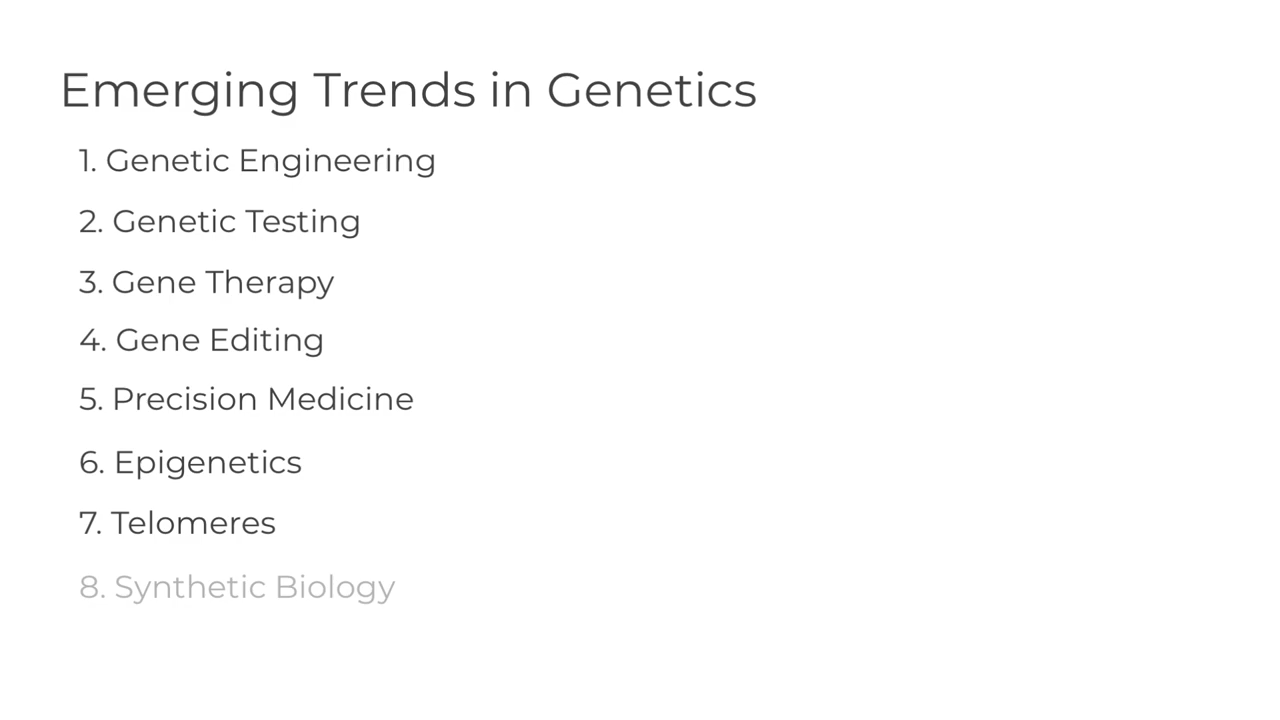 Emerging Trends in Genetics
1. Genetic Engineering
2. Genetic Testing
3. Gene Therapy
4. Gene Editing
5. Precision Medicine
6. Epigenetics
7. Telomeres
8. Synthetic Biology